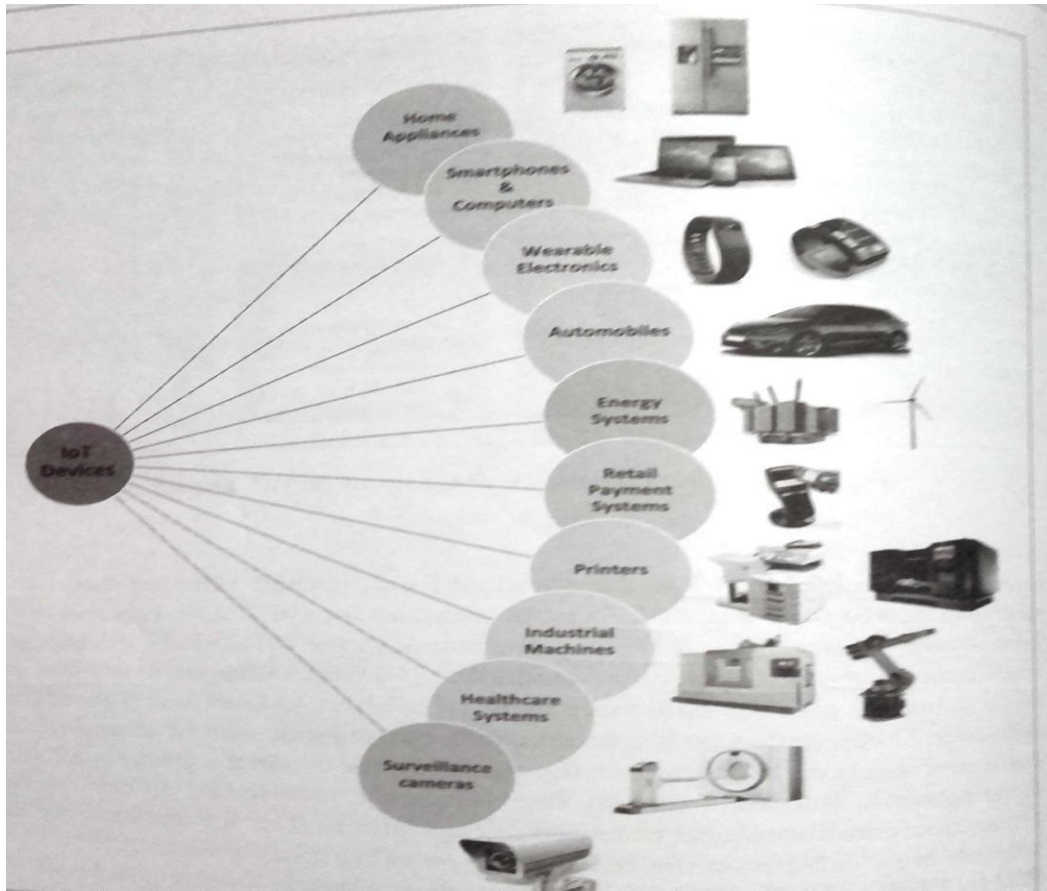 Home
Appliances
Smartphones
&
Computers
Wearable
Electronics
Automobiles
Energy
Systems
IoT
Devices
Retail
Payment
Systems
Printers
Industrial
Machines
Healthcare
Systems
Surveillance
cameras